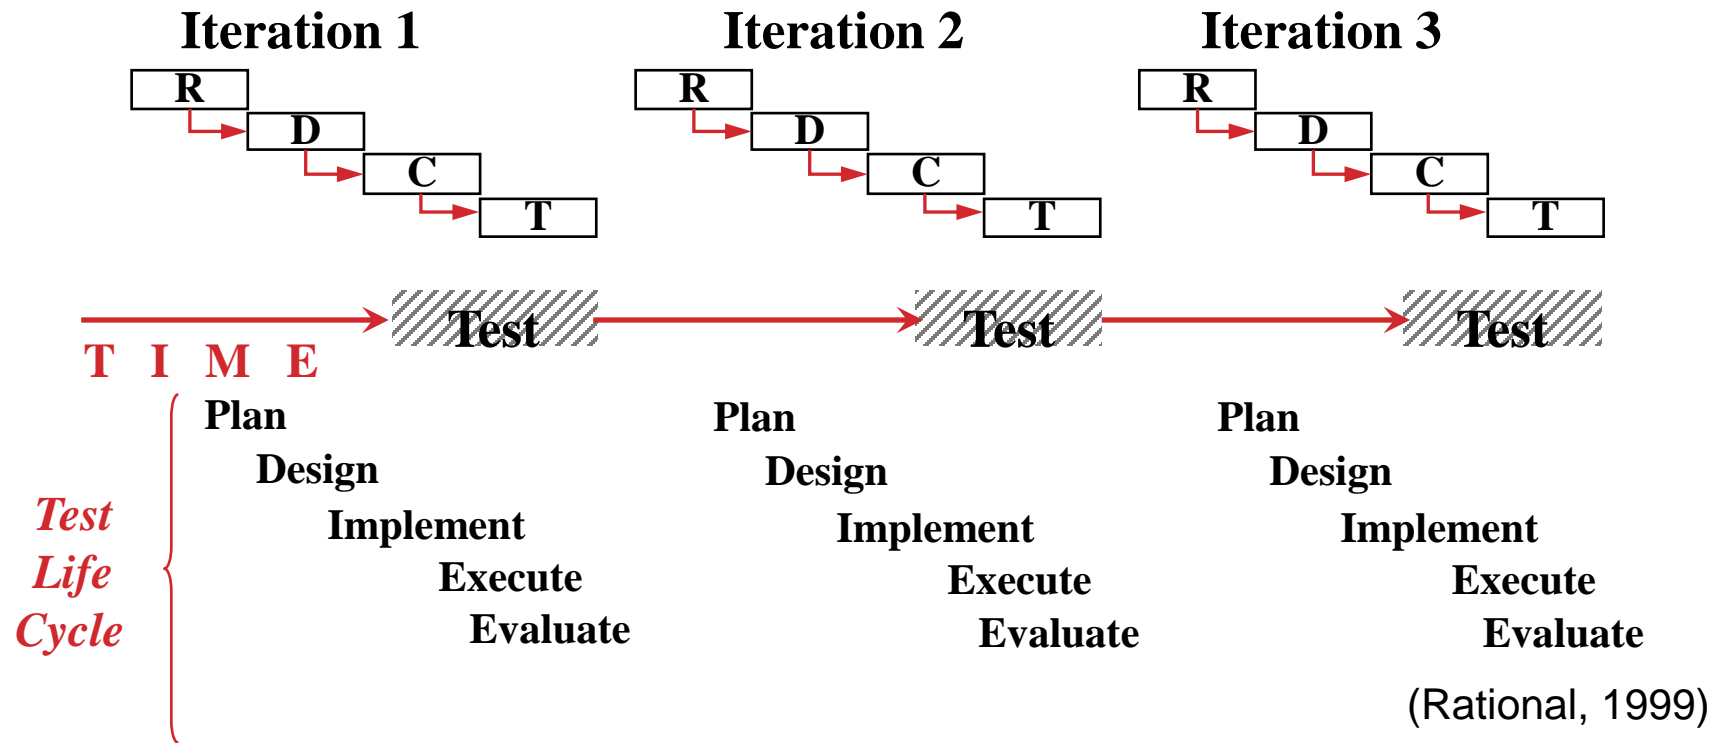 Iteration 1 Iteration 2 Iteration 3
R R R
D D D
C C C
T T T
Test Test Test
T I M E
Plan Plan Plan
Design Design Design
Test
Implement Implement Implement
Life
Execute Execute Execute
Cycle
Evaluate Evaluate Evaluate
(Rational, 1999)